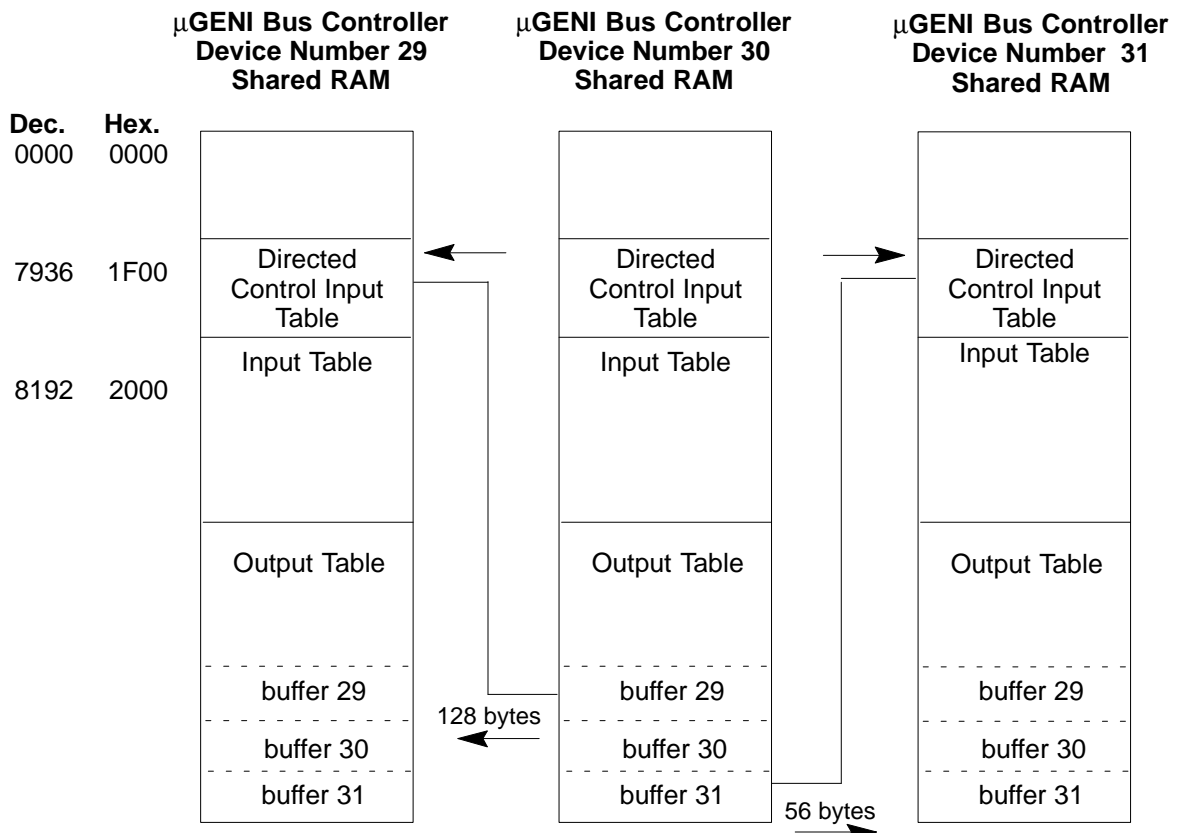 μGENI Bus Controller
Device Number 29
Shared RAM
μGENI Bus Controller
Device Number 30
Shared RAM
μGENI Bus Controller
Device Number 31
Shared RAM
Dec. Hex.
0000 0000
7936 1F00
8192 2000
Directed
Control Input
Table
Input Table
Output Table
buffer 29
buffer 30
buffer 31
128 bytes
Directed
Control Input
Table
Input Table
Output Table
buffer 29
buffer 30
buffer 31
56 bytes
Directed
Control Input
Table
Input Table
Output Table
buffer 29
buffer 30
buffer 31